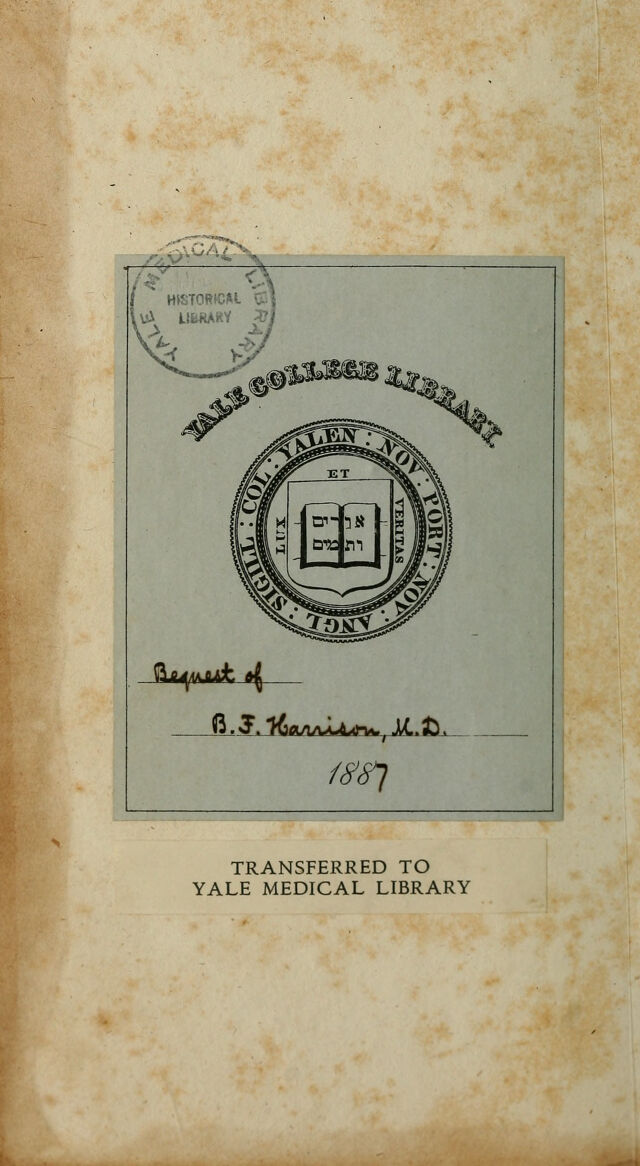 YALE MEDICAL LIBRARY
HISTORICAL
LIBRARY
YALE COLLEGE LIBRARY.
SIGILL : COL : YALEN : NOV : PORT : NOV : ANGL :
ET
LUX
VERITAS
אורים
ותמים
Bequest of
B. F. Harrison, M.D.
1887
TRANSFERRED TO
YALE MEDICAL LIBRARY